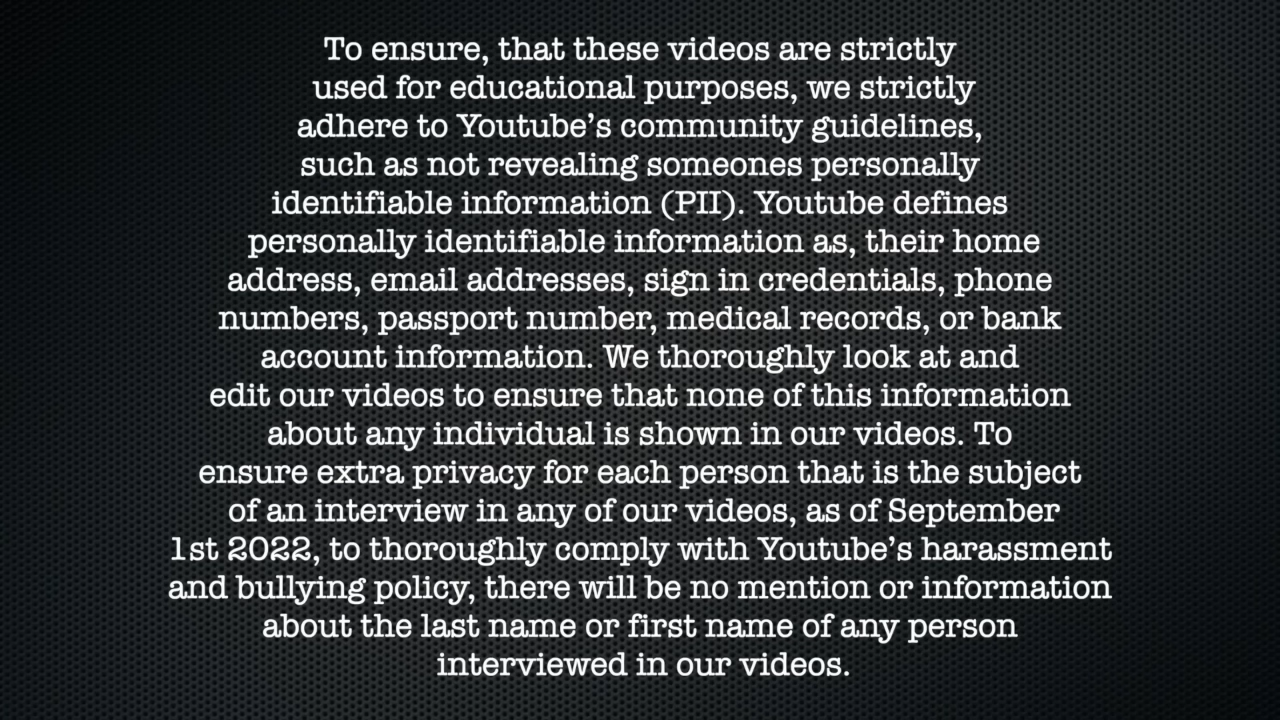 To ensure, that these videos are strictly
used for educational purposes, we strictly
adhere to Youtube's community guidelines,
such as not revealing someones personally
identifiable information (PII). Youtube defines
personally identifiable information as, their home
address, email addresses, sign in credentials, phone
numbers, passport number, medical records, or bank
account information. We thoroughly look at and
edit our videos to ensure that none of this information
about any individual is shown in our videos. To
ensure extra privacy for each person that is the subject
of an interview in any of our videos, as of September
1st 2022, to thoroughly comply with Youtube's harassment
and bullying policy, there will be no mention or information
about the last name or first name of any person
interviewed in our videos.